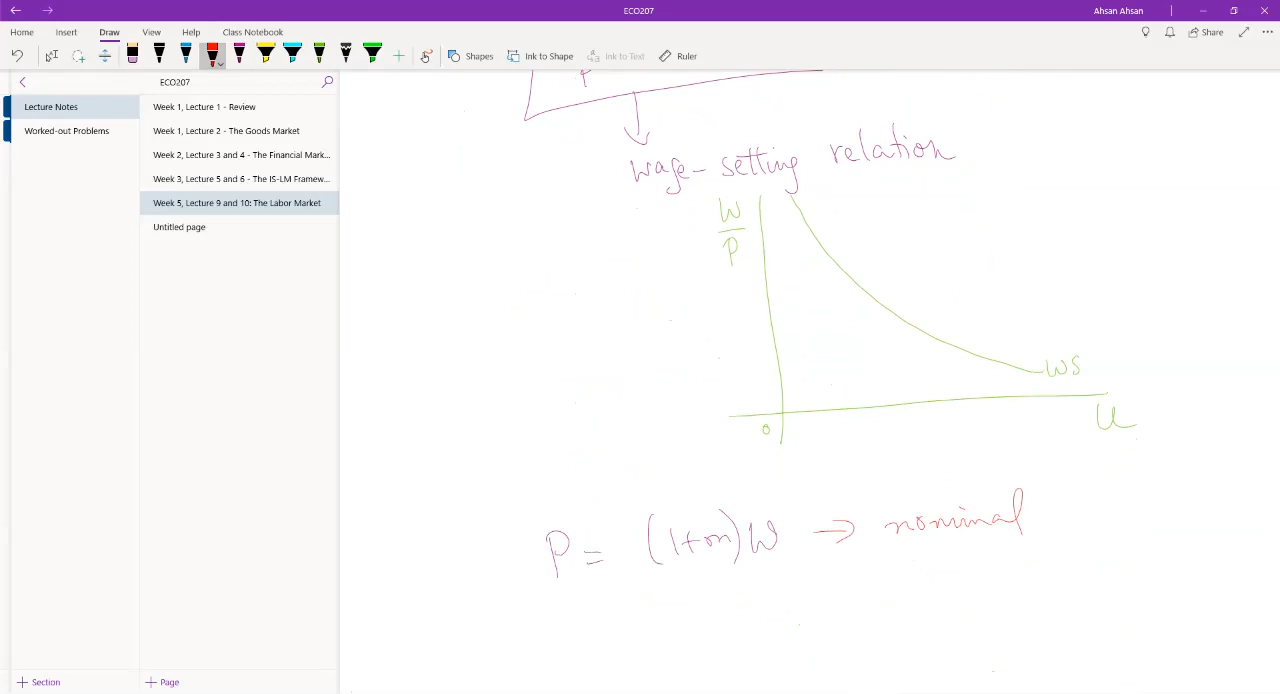 ECO207
Ahsan Ahsan
Home Insert Draw View Help Class Notebook
Share
Shapes Ink to Shape Ink to Text Ruler
ECO207
Lecture Notes
Worked-out Problems
Week 1, Lecture 1 - Review
Week 1, Lecture 2 - The Goods Market
Week 2, Lecture 3 and 4 - The Financial Mark...
Week 3, Lecture 5 and 6 - The IS-LM Framew...
Week 5, Lecture 9 and 10: The Labor Market
Untitled page
wage-setting relation
W
P
WS
0
u
P = (1+m)W → nominal
+ Section
+ Page